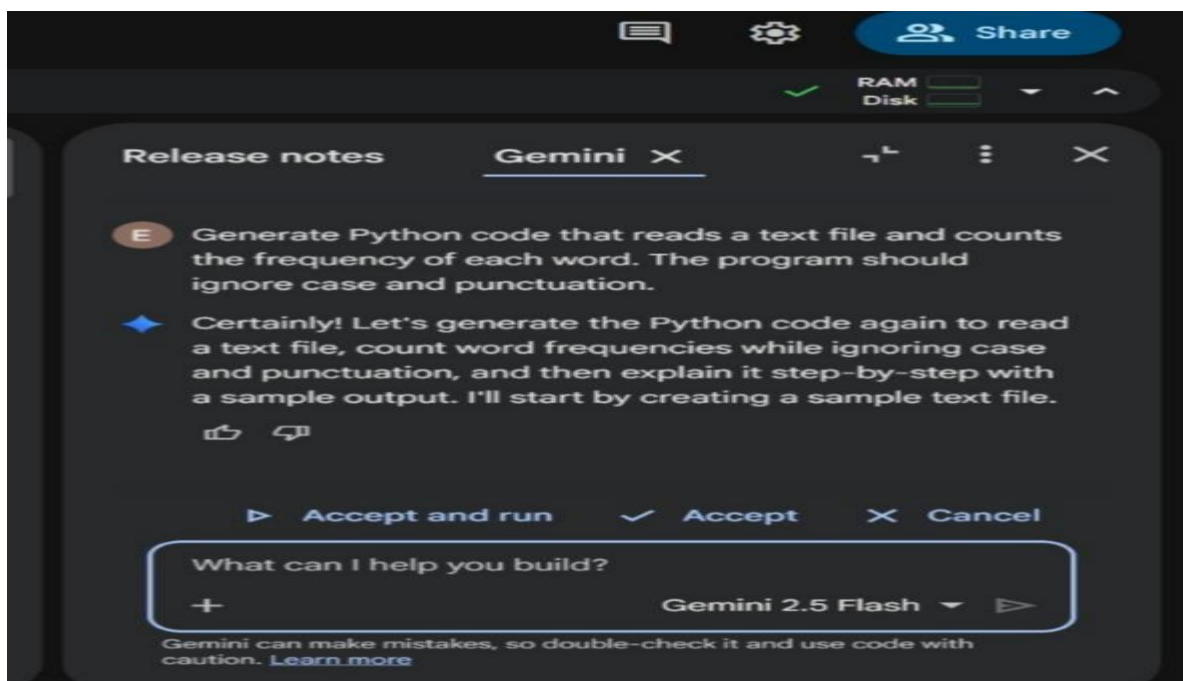 Share
RAM
Disk
Release notes
Gemini
E
Generate Python code that reads a text file and counts
the frequency of each word. The program should
ignore case and punctuation.
Certainly! Let's generate the Python code again to read
a text file, count word frequencies while ignoring case
and punctuation, and then explain it step-by-step with
a sample output. I'll start by creating a sample text file.
Accept and run Accept Cancel
What can I help you build?
Gemini 2.5 Flash
Gemini can make mistakes, so double-check it and use code with
caution. Learn more